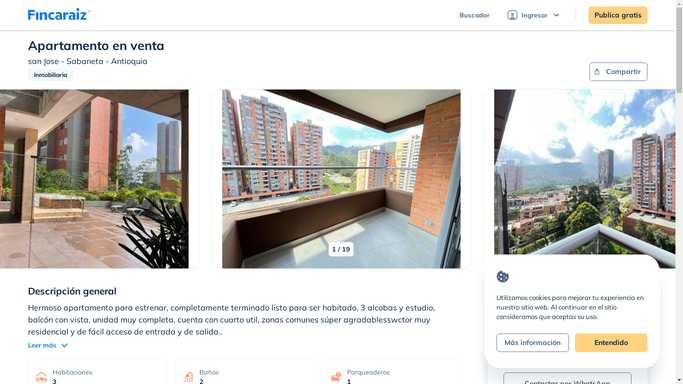 Fincaraiz
Buscador
Ingresar
Publica gratis
Apartamento en venta
san Jose - Sabaneta - Antioquia
Inmobiliaria
Compartir
1 / 19
Descripción general
Hermoso apartamento para estrenar, completamente terminado listo para ser habitado, 3 alcobas y estudio,
balcón con vista, unidad muy completa, cuenta con cuarto util, zonas comunes súper agradablesswctor muy
residencial y de fácil acceso de entrada y de salida..
Leer más
Habitaciones
3
Baños
2
Parqueaderos
1
Utilizamos cookies para mejorar tu experiencia en
nuestro sitio web. Al continuar en el sitio
consideramos que aceptas su uso.
Más información
Entendido
Contactar por WhatsApp